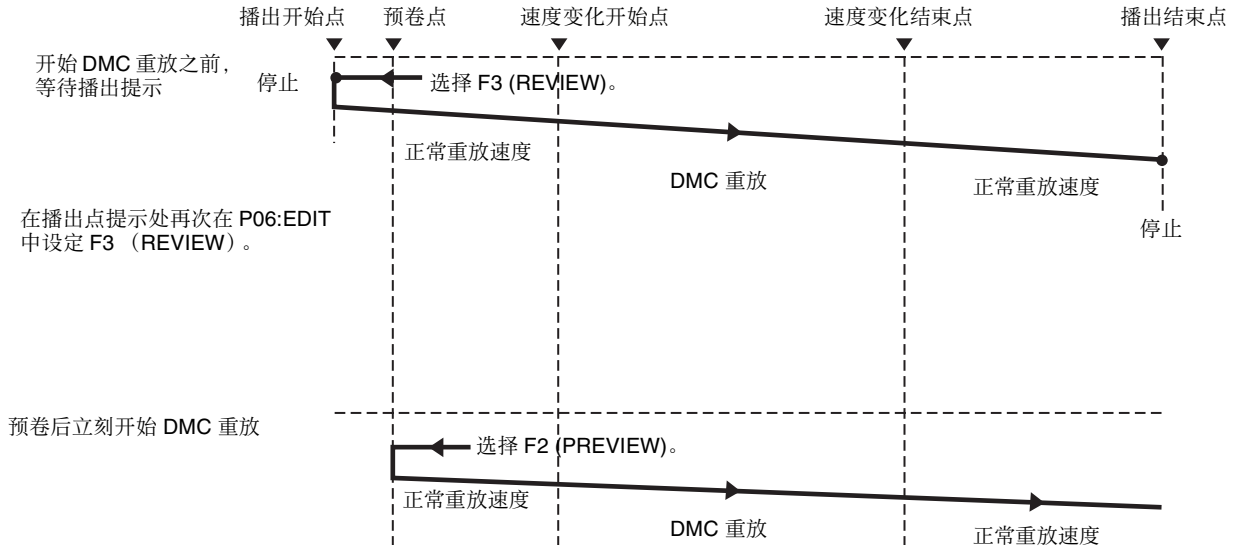 播出开始点 预卷点 速度变化开始点 速度变化结束点 播出结束点
开始 DMC 重放之前,
等待播出提示
停止
选择 F3 (REVIEW)。
正常重放速度
DMC 重放
正常重放速度
停止
在播出点提示处再次在 P06:EDIT
中设定 F3 （REVIEW）。
预卷后立刻开始 DMC 重放
选择 F2 (PREVIEW)。
正常重放速度
DMC 重放
正常重放速度